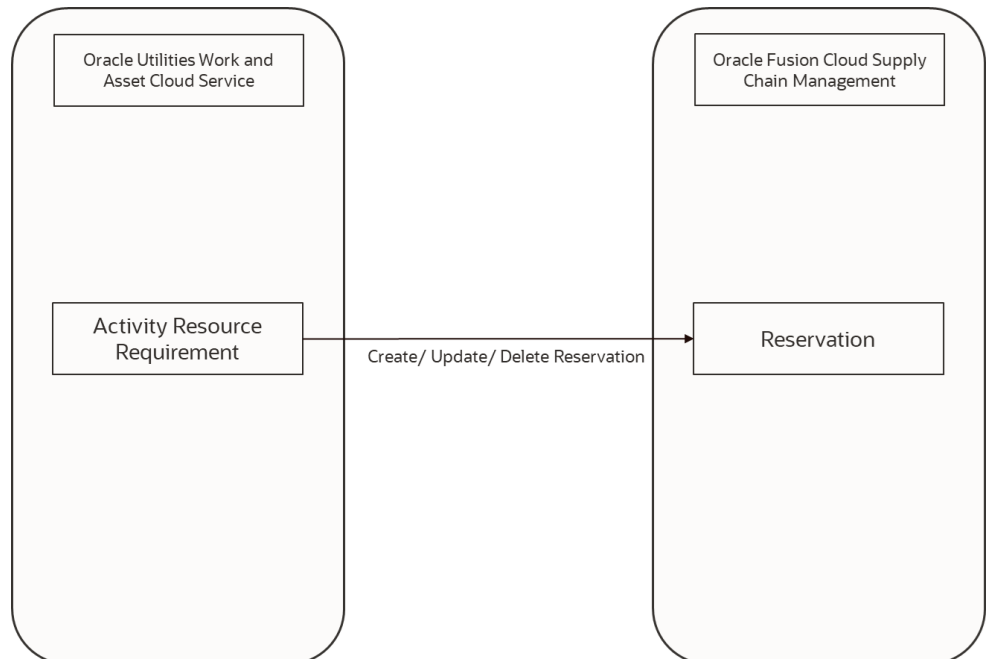 Oracle Utilities Work and
Asset Cloud Service
Oracle Fusion Cloud Supply
Chain Management
Activity Resource
Requirement
Create/ Update/ Delete Reservation
Reservation